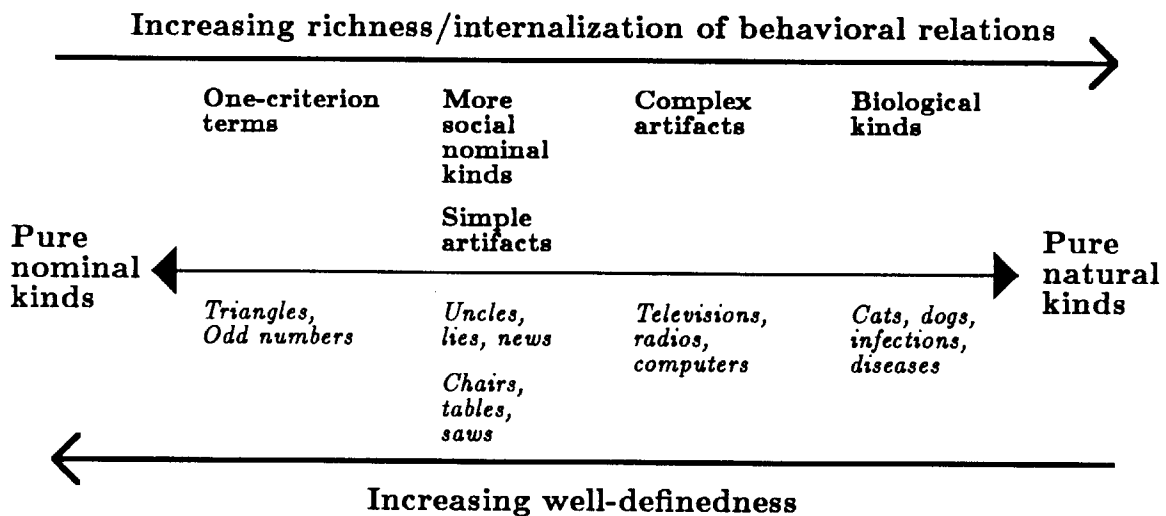 Increasing richness/internalization of behavioral relations
One-criterion
terms
More
social
nominal
kinds
Simple
artifacts
Complex
artifacts
Biological
kinds
Pure
nominal
kinds
Pure
natural
kinds
Triangles,
Odd numbers
Uncles,
lies, news
Chairs,
tables,
saws
Televisions,
radios,
computers
Cats, dogs,
infections,
diseases
Increasing well-definedness